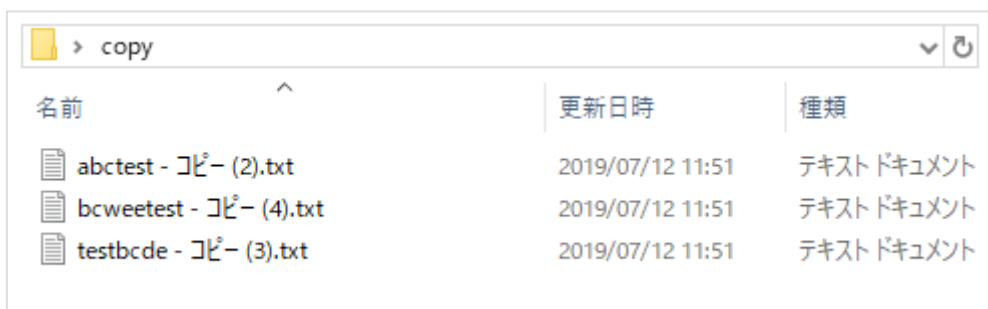 copy
名前 更新日時 種類
abctest - コピー (2).txt 2019/07/12 11:51 テキスト ドキュメント
bcweetest - コピー (4).txt 2019/07/12 11:51 テキスト ドキュメント
testbcde - コピー (3).txt 2019/07/12 11:51 テキスト ドキュメント